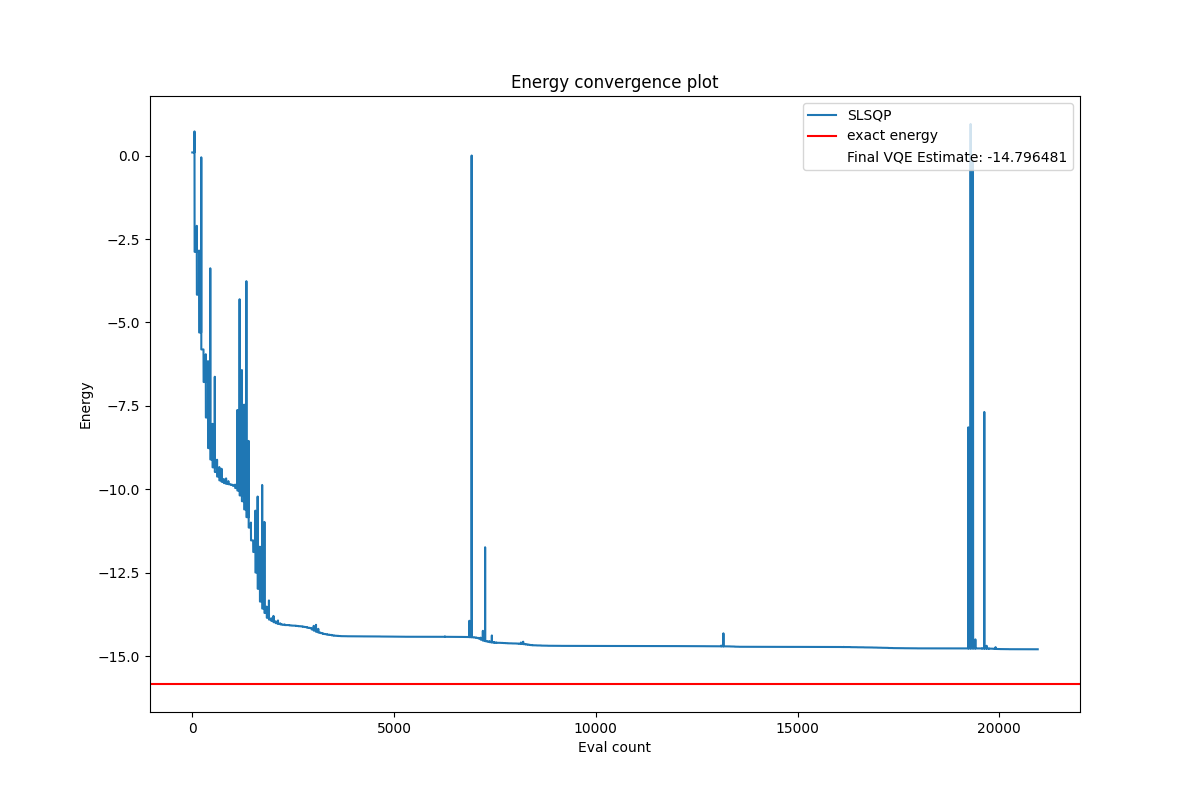 Energy convergence plot
SLSQP
exact energy
Final VQE Estimate: -14.796481
0.0
−2.5
−5.0
−7.5
−10.0
−12.5
−15.0
Energy
0 5000 10000 15000 20000
Eval count